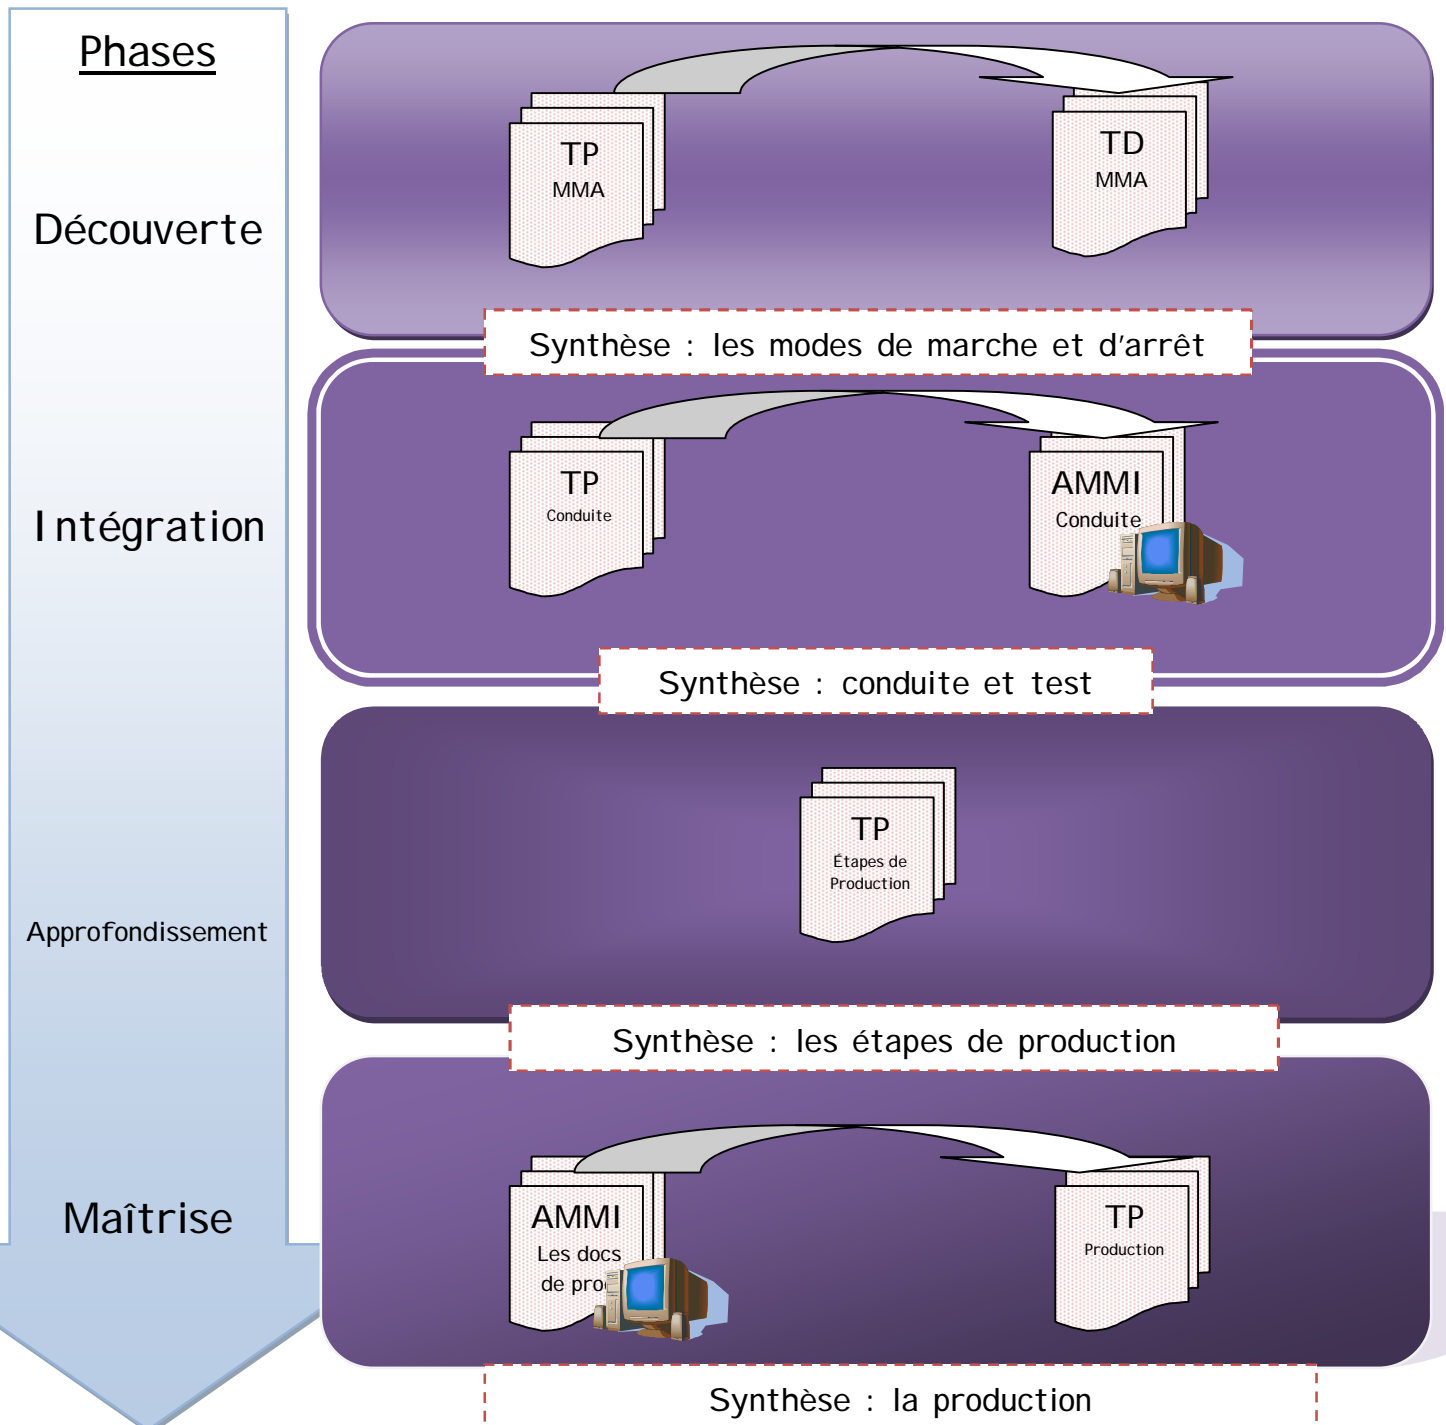 Phases
Découverte
TP
MMA
TD
MMA
Synthèse : les modes de marche et d'arrêt
Intégration
TP
Conduite
AMMI
Conduite
Synthèse : conduite et test
Approfondissement
TP
Étapes de
Production
Synthèse : les étapes de production
Maîtrise
AMMI
Les docs
de pro
TP
Production
Synthèse : la production